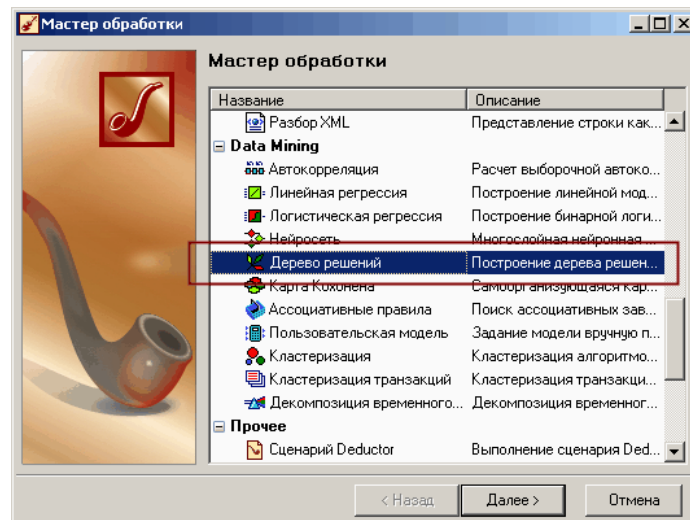 Мастер обработки
Мастер обработки
Название Описание
Разбор XML Представление строки как...
Data Mining
Автокорреляция Расчет выборочной автоко...
Линейная регрессия Построение линейной мод...
Логистическая регрессия Построение бинарной логи...
Нейросеть Многослойная нейронная ...
Дерево решений Построение дерева решен...
Карта Кохонена Самоорганизующаяся кар...
Ассоциативные правила Поиск ассоциативных зав...
Пользовательская модель Задание модели вручную п...
Кластеризация Кластеризация алгоритмо...
Кластеризация транзакций Кластеризация транзакци...
Декомпозиция временного... Декомпозиция временног...
Прочее
Сценарий Deductor Выполнение сценария Ded...
< Назад Далее > Отмена